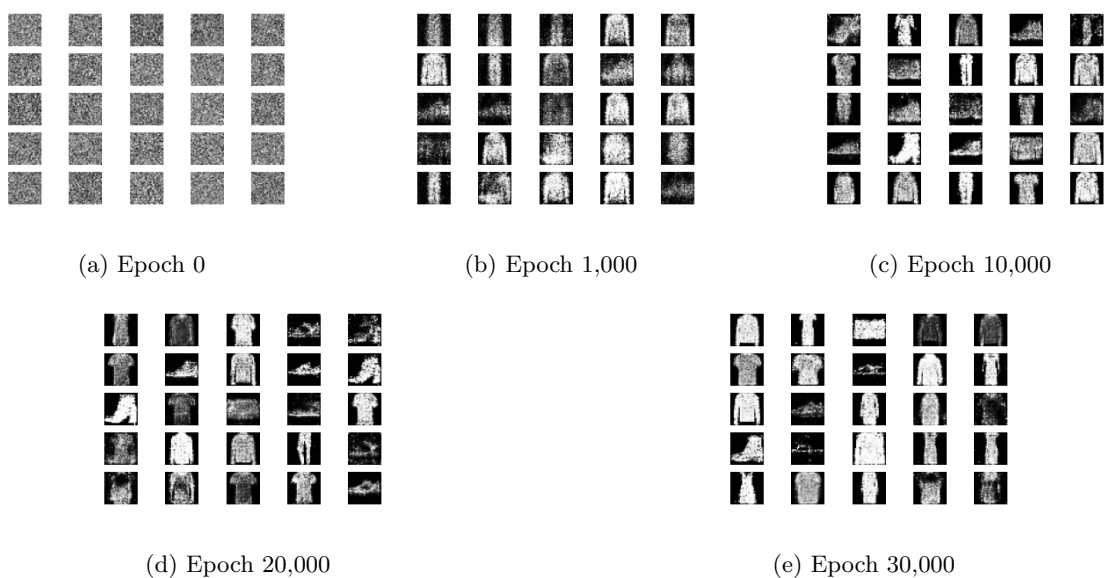 (a) Epoch 0
(b) Epoch 1,000
(c) Epoch 10,000
(d) Epoch 20,000
(e) Epoch 30,000